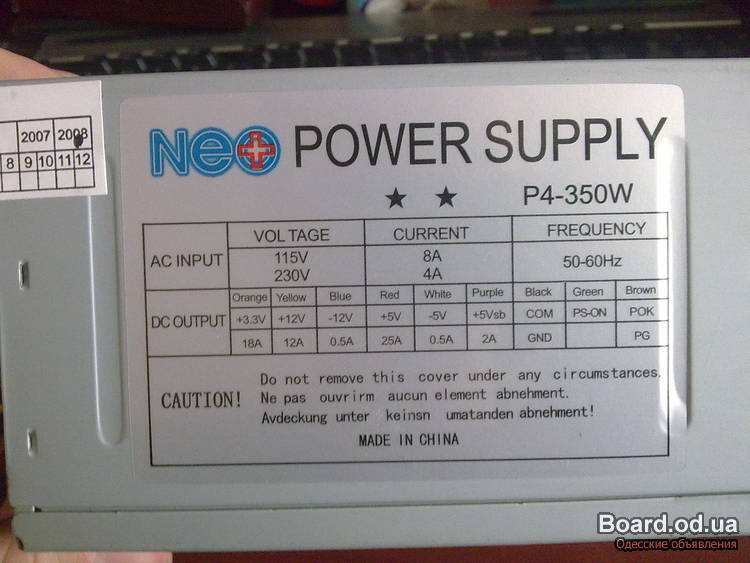 2007 2008
8 9 10 11 12
Neo POWER SUPPLY
★ ★ P4-350W
VOLTAGE CURRENT FREQUENCY
AC INPUT 115V 8A 50-60Hz
230V 4A
Orange Yellow Blue Red White Purple Black Green Brown
DC OUTPUT +3.3V +12V -12V +5V -5V +5Vsb COM PS-ON POK
18A 12A 0.5A 25A 0.5A 2A GND PG
Do not remove this cover under any circumstances.
CAUTION! Ne pas ouvrirm aucun element abnehment.
Avdeckung unter keinsn umatanden abnehment!
MADE IN CHINA
Board.od.ua
Одесские объявления